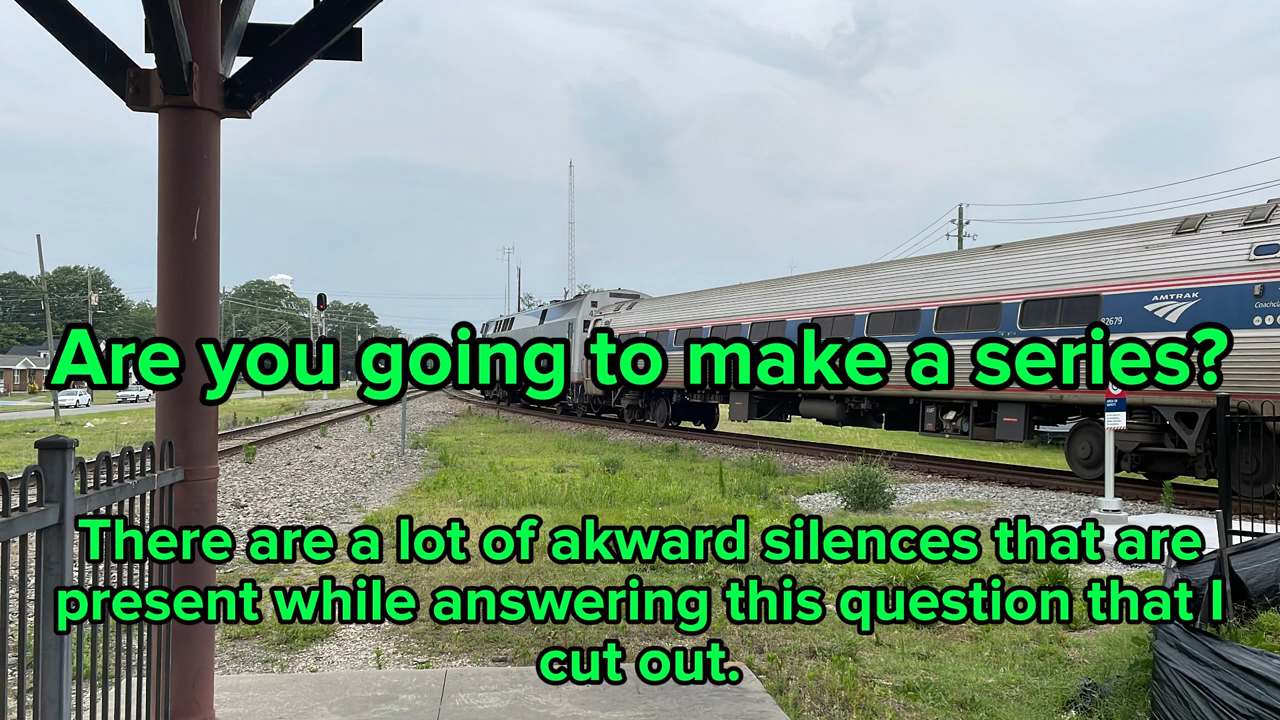 AMTRAK
82679
Are you going to make a series?
There are a lot of akward silences that are
present while answering this question that I
cut out.